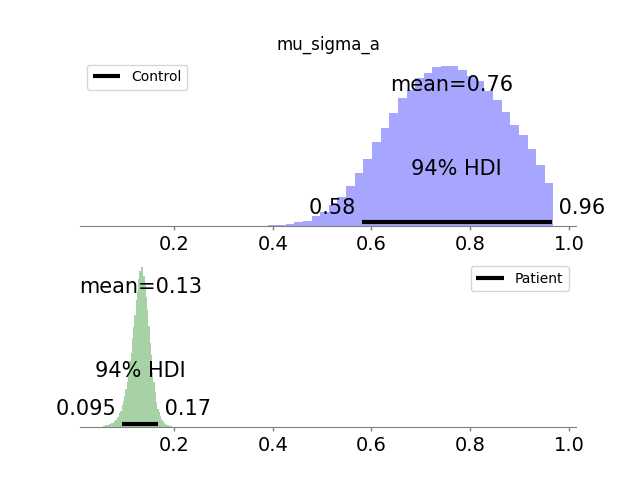 mu_sigma_a
Control
mean=0.76
94% HDI
0.58 0.96
0.2 0.4 0.6 0.8 1.0
Patient
mean=0.13
94% HDI
0.095 0.17
0.2 0.4 0.6 0.8 1.0